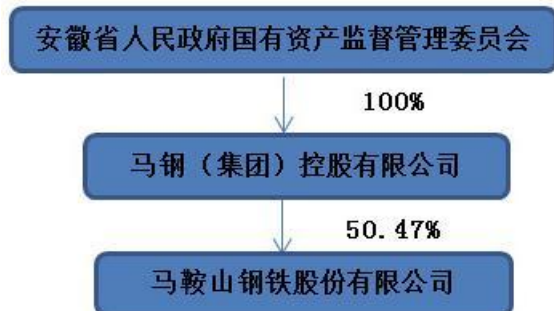 安徽省人民政府国有资产监督管理委员会
100%
马钢（集团）控股有限公司
50.47%
马鞍山钢铁股份有限公司